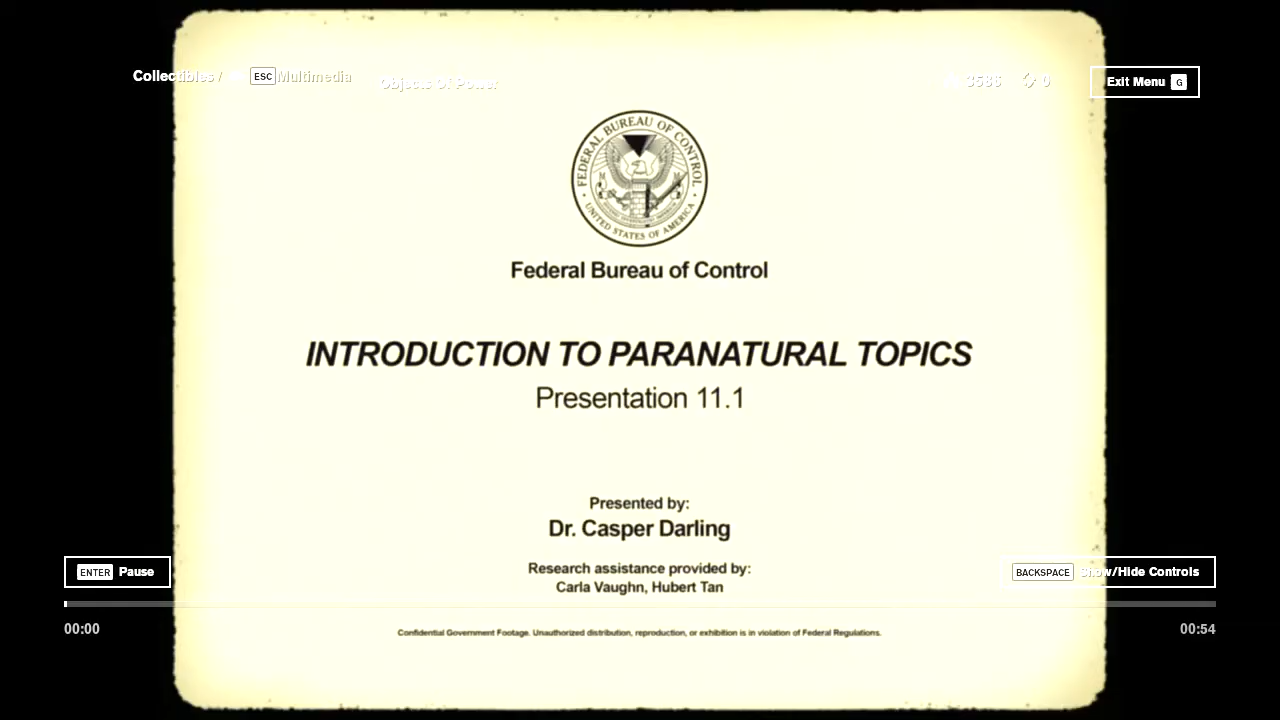 Collectibles /
ESC Multimedia
Objects Of Power
3586
0
Exit Menu G
FEDERAL BUREAU OF CONTROL
UNITED STATES OF AMERICA
Federal Bureau of Control
INTRODUCTION TO PARANATURAL TOPICS
Presentation 11.1
Presented by:
Dr. Casper Darling
Research assistance provided by:
Carla Vaughn, Hubert Tan
ENTER Pause
BACKSPACE Show/Hide Controls
00:00
00:54
Confidential Government Footage. Unauthorized distribution, reproduction, or exhibition is in violation of Federal Regulations.